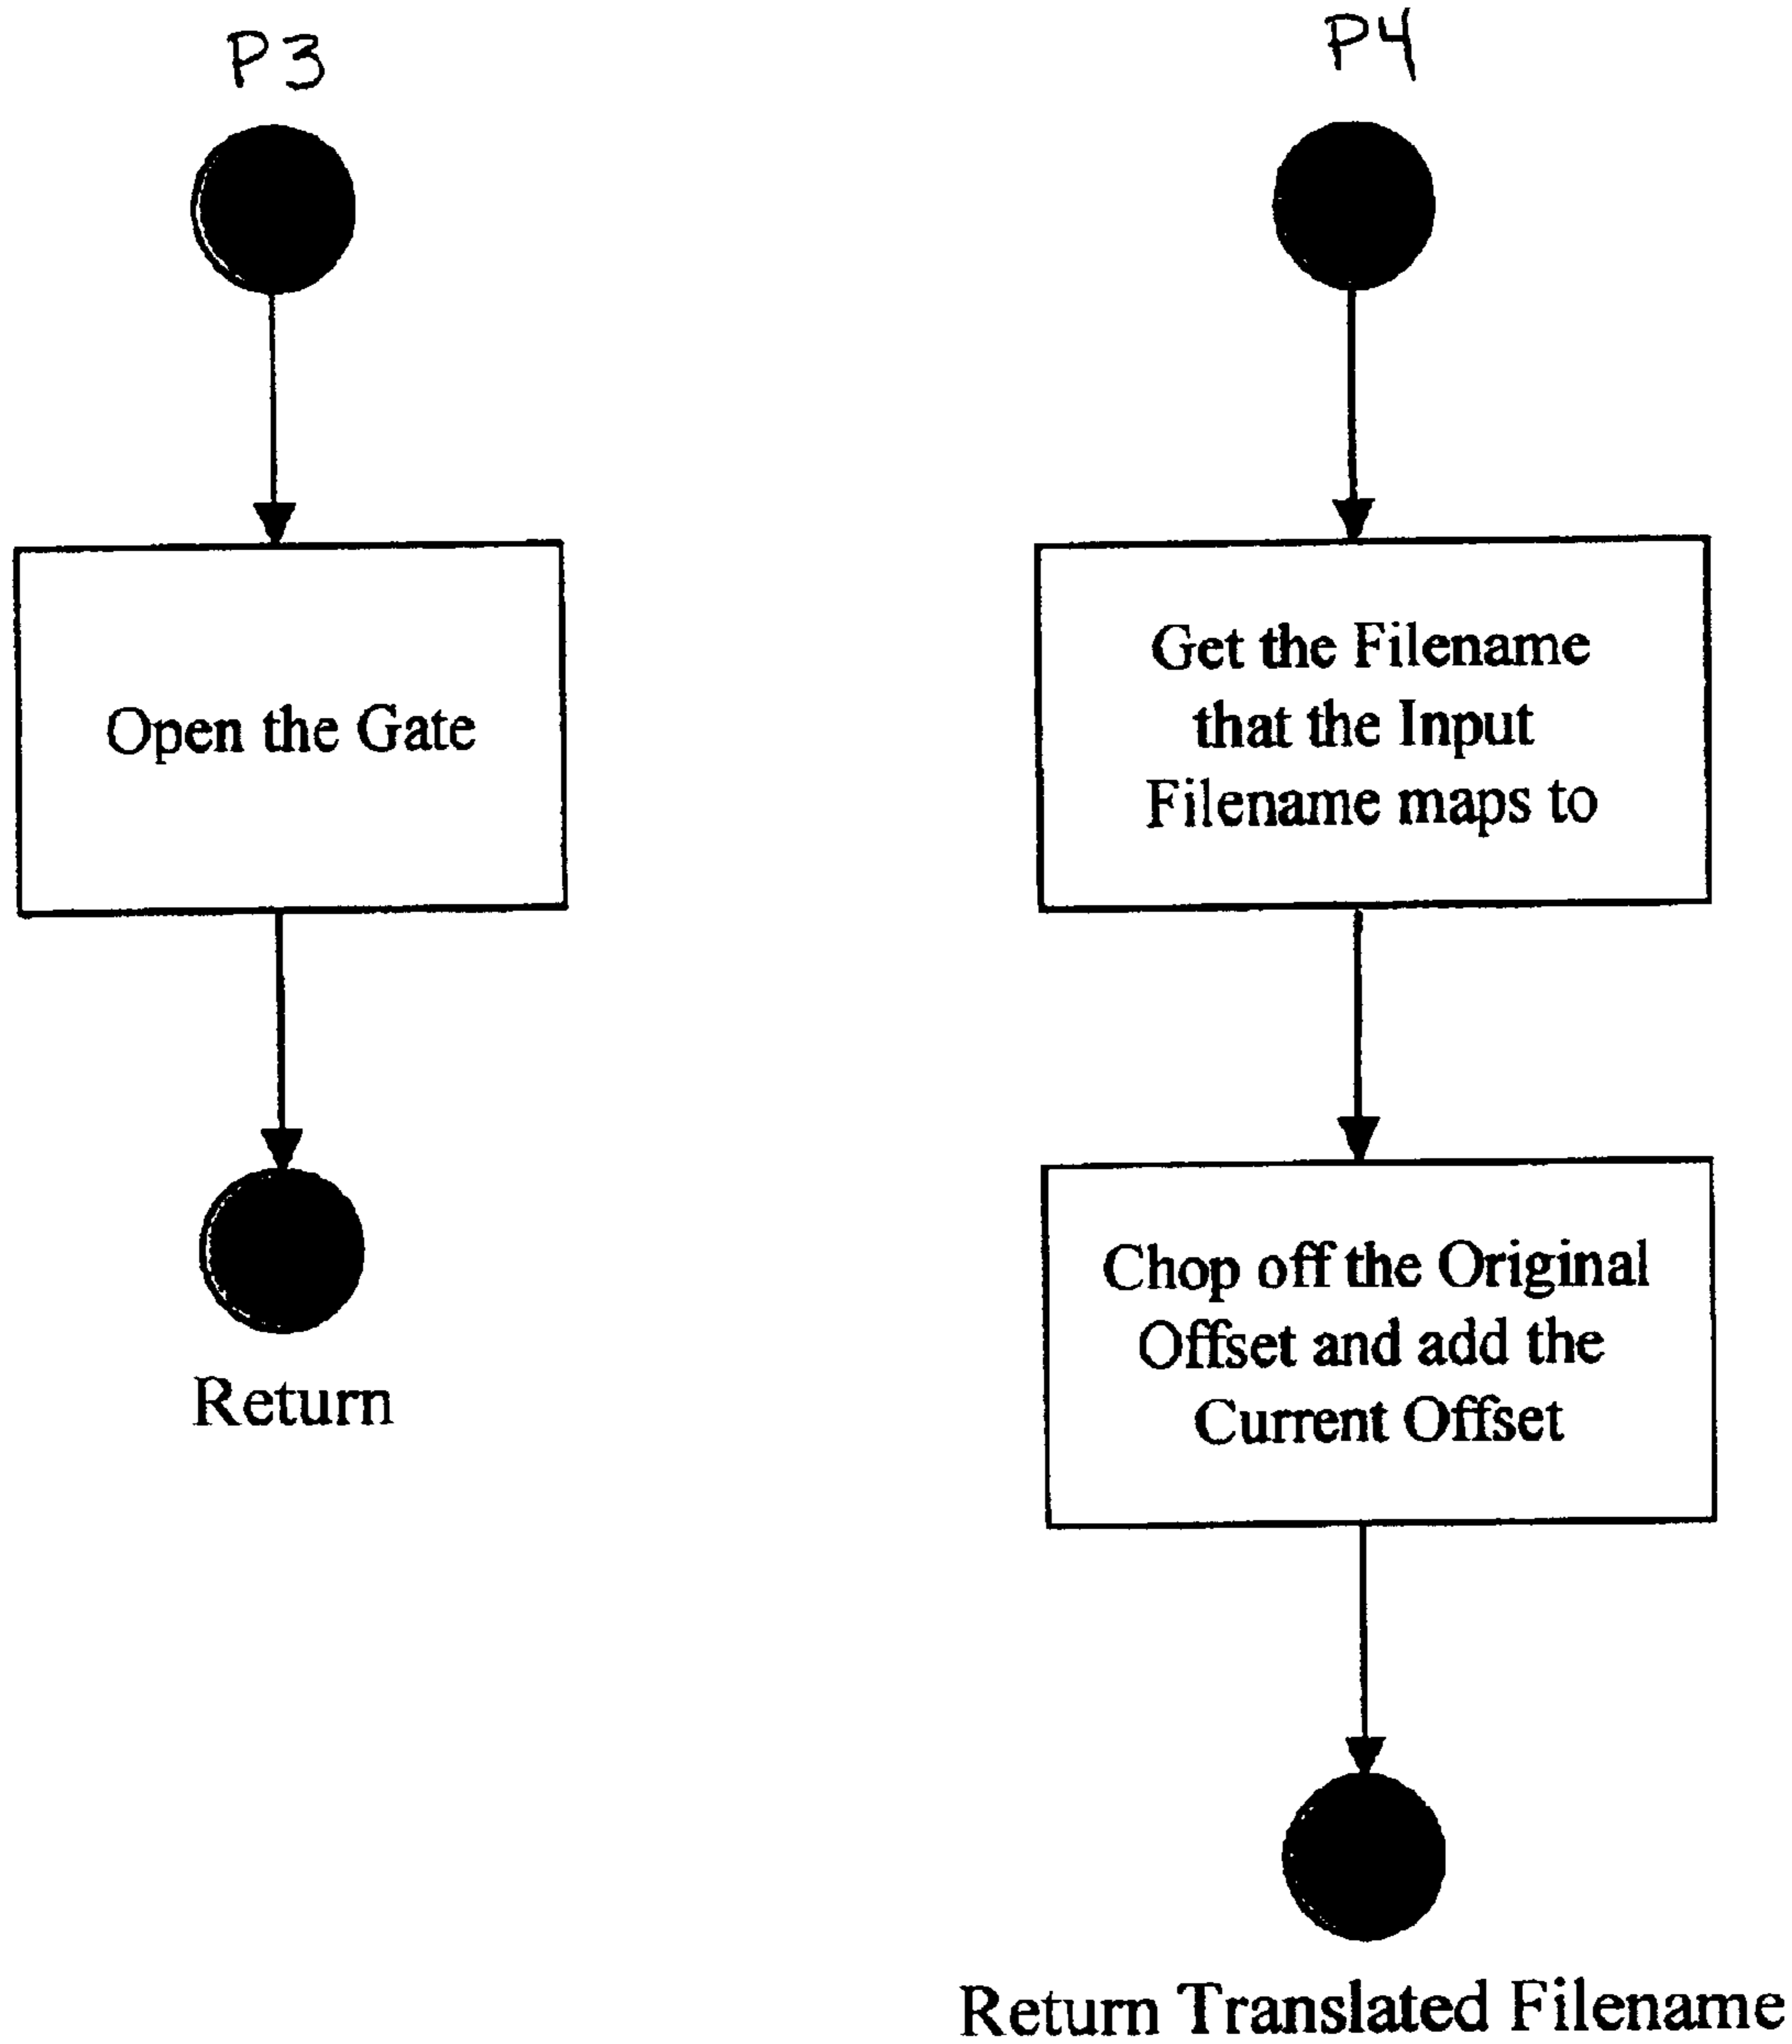 P3
Open the Gate
Return
P4
Get the Filename
that the Input
Filename maps to
Chop off the Original
Offset and add the
Current Offset
Return Translated Filename